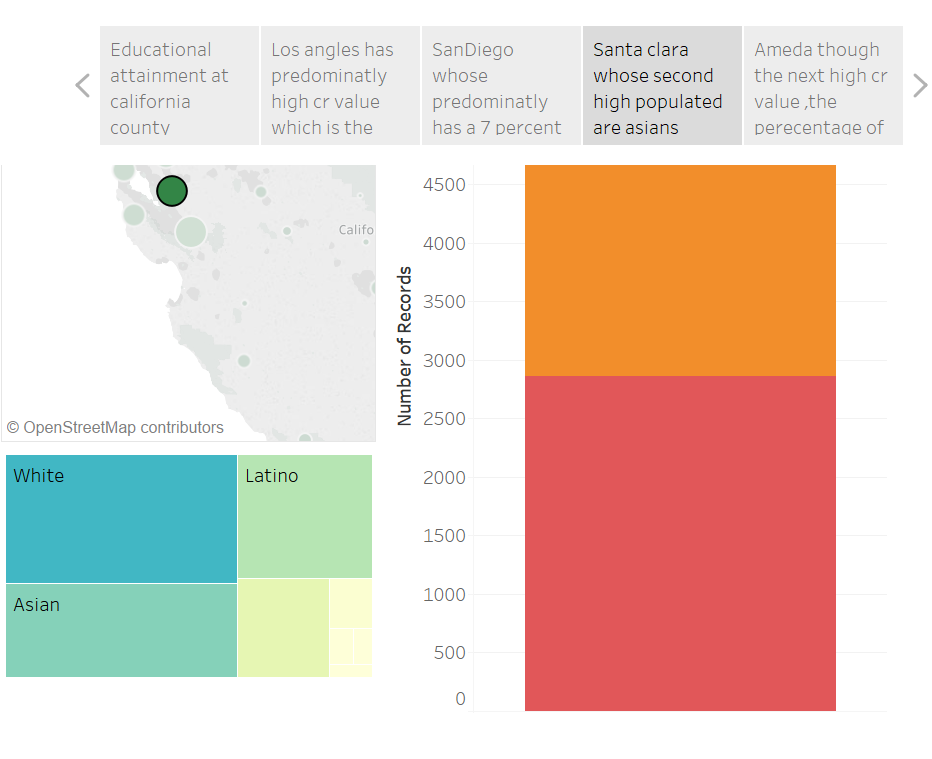 Educational
attainment at
california
county
Los angles has
predominatly
high cr value
which is the
SanDiego
whose
predominatly
has a 7 percent
Santa clara
whose second
high populated
are asians
Ameda though
the next high cr
value ,the
perecentage of
Califo
© OpenStreetMap contributors
White
Latino
Asian
Number of Records
4500
4000
3500
3000
2500
2000
1500
1000
500
0